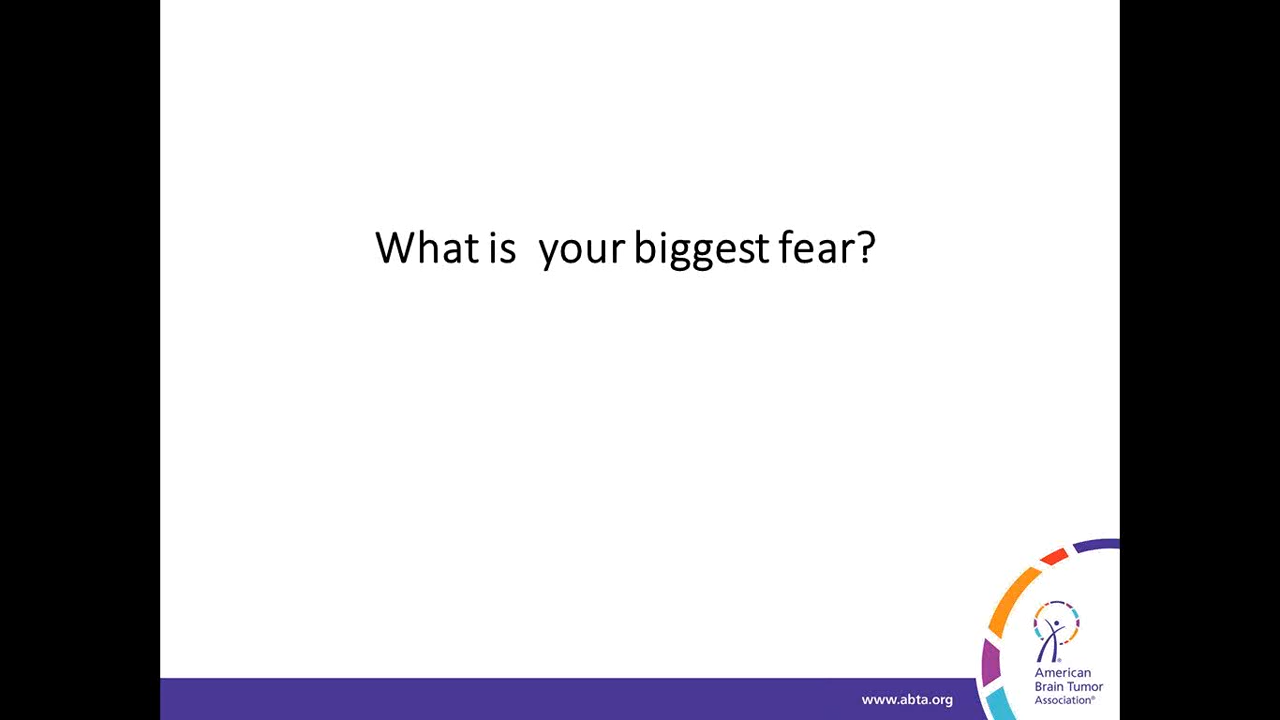 What is  your biggest fear?
www.abta.org
American
Brain Tumor
Association®